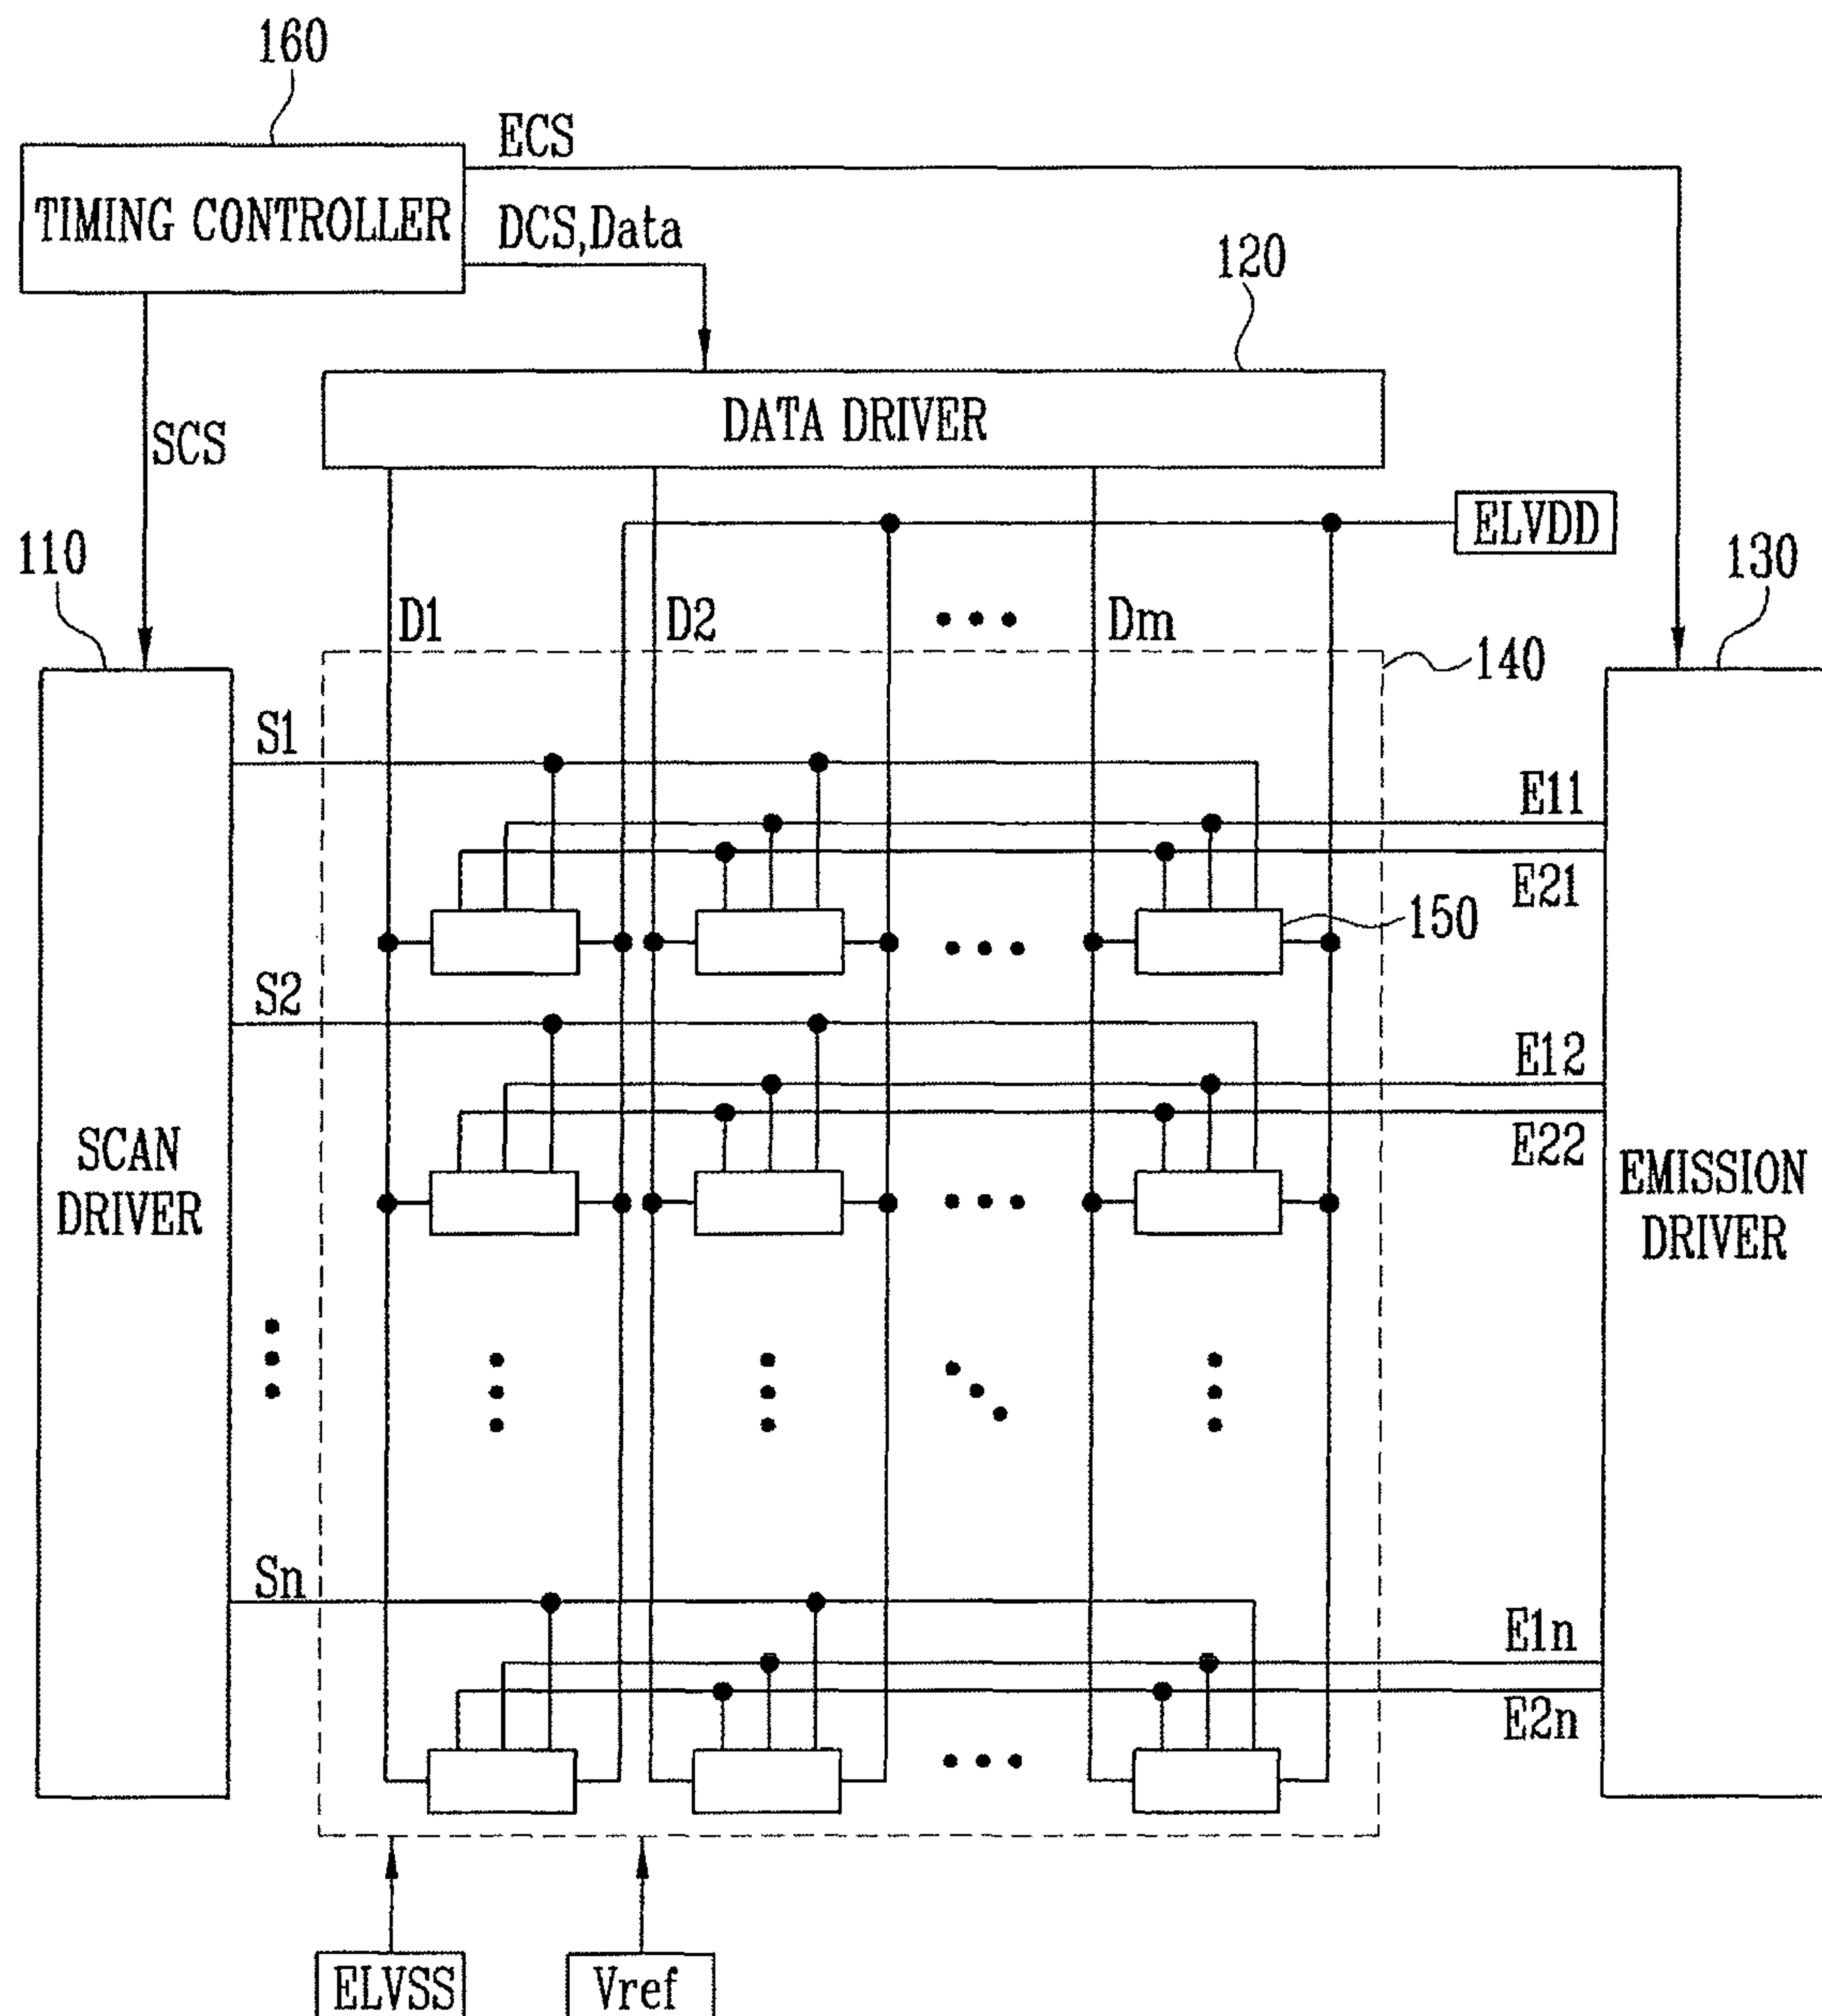 160
ECS
TIMING CONTROLLER
DCS,Data
120
DATA DRIVER
SCS
ELVDD
110
130
D1
D2
Dm
140
S1
E11
E21
150
S2
E12
E22
SCAN
DRIVER
EMISSION
DRIVER
Sn
E1n
E2n
ELVSS
Vref